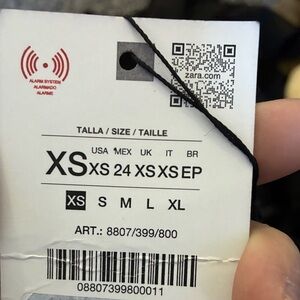 zara.com
ALARM SYSTEM
ALARMADO
ALARME
TALLA / SIZE / TAILLE
USA MEX UK IT BR
XS XS 24 XS XS EP
XS S M L XL
ART.: 8807/399/800
08807399800011